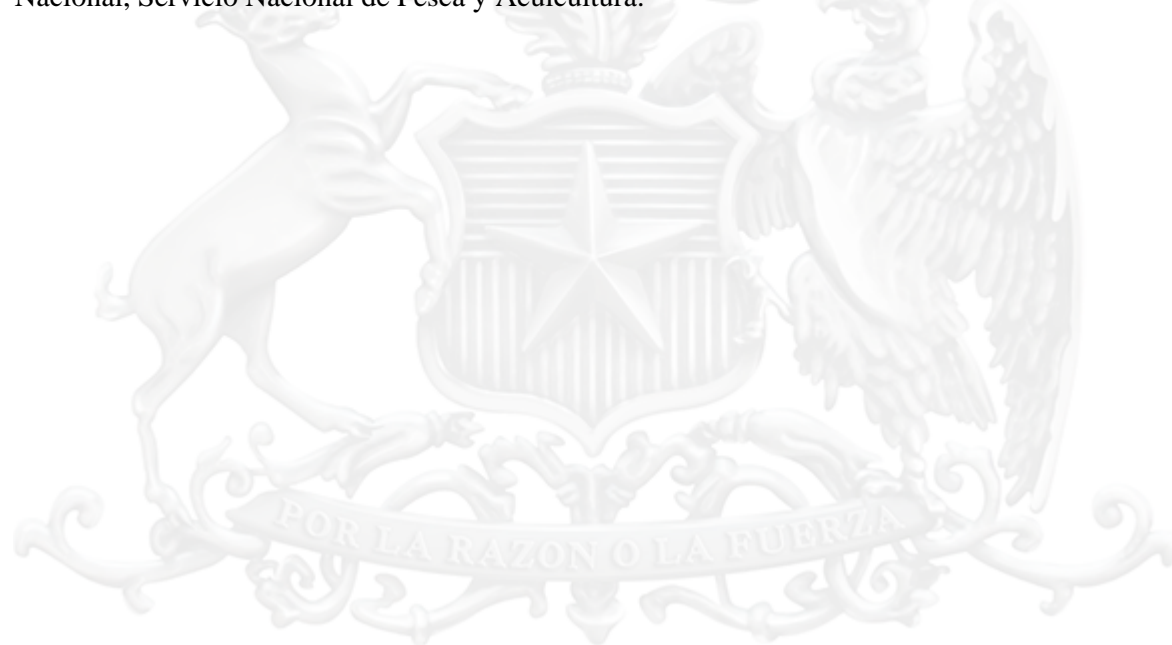 Nacional, Servicio Nacional de Pesca y Acuicultura.
POR LA RAZON O LA FUERZA